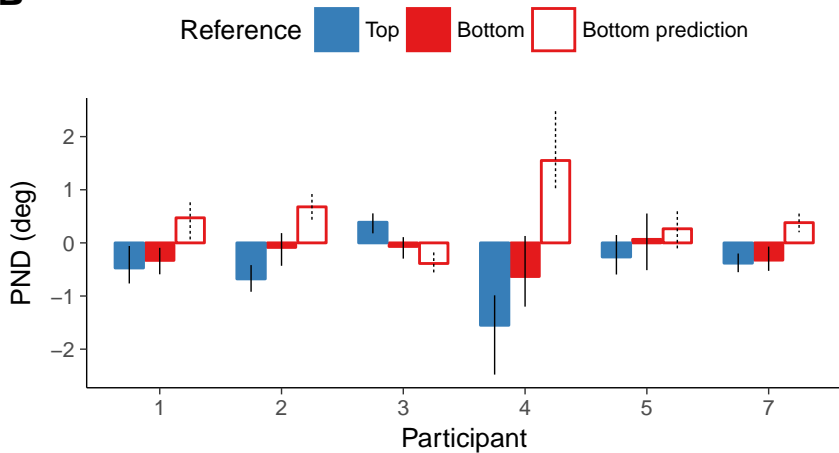 B
Reference Top Bottom Bottom prediction
PND (deg)
2
1
0
−1
−2
1 2 3 4 5 7
Participant